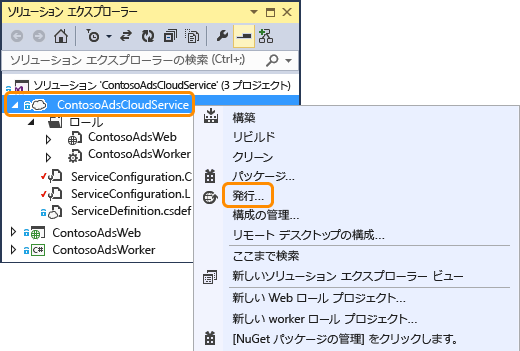 ソリューション エクスプローラー
ソリューション エクスプローラーの検索 (Ctrl+;)
ソリューション 'ContosoAdsCloudService' (3 プロジェクト)
ContosoAdsCloudService
ロール
ContosoAdsWeb
ContosoAdsWorker
ServiceConfiguration.C
ServiceConfiguration.L
ServiceDefinition.csdef
ContosoAdsWeb
C#
ContosoAdsWorker
構築
リビルド
クリーン
パッケージ...
発行...
構成の管理...
リモート デスクトップの構成...
ここまで検索
新しいソリューション エクスプローラー ビュー
新しい Web ロール プロジェクト...
新しい worker ロール プロジェクト...
[NuGet パッケージの管理] をクリックします。